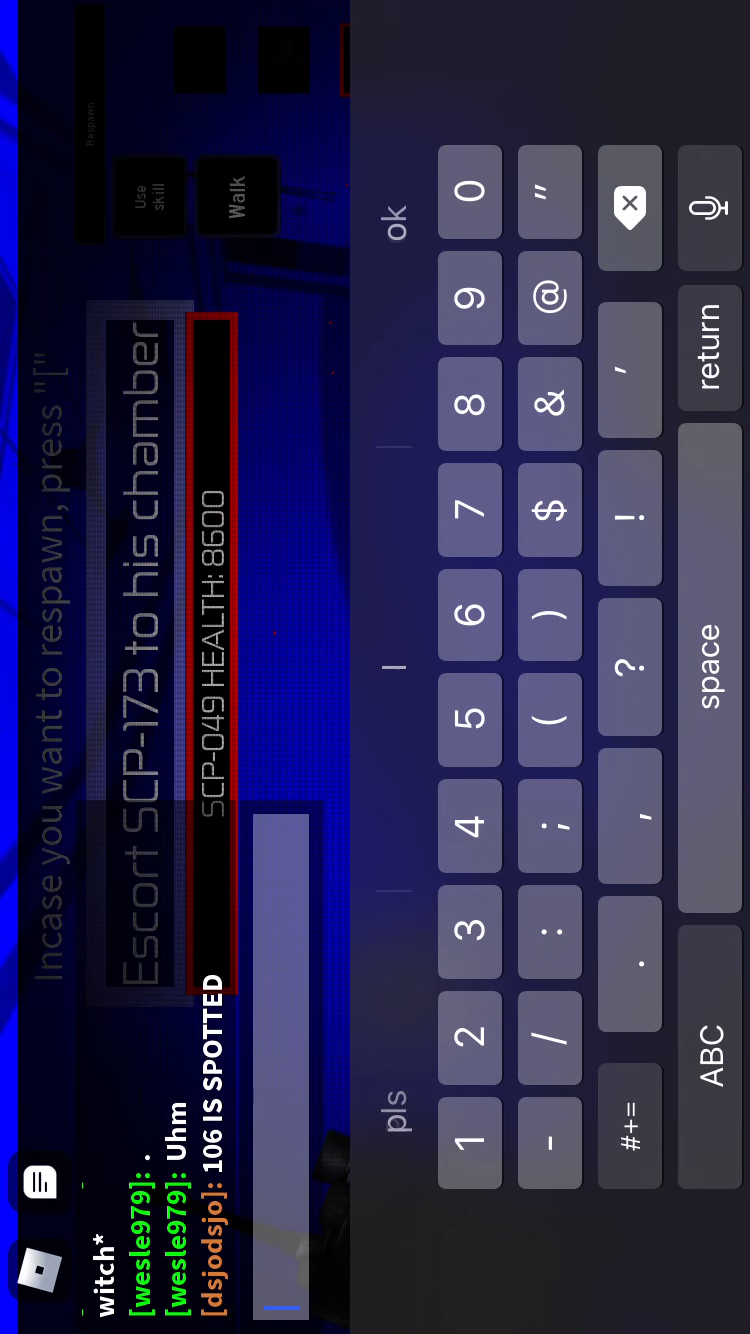 Incase you want to respawn, press "["
Respawn
Use
skill
Walk
Escort SCP-173 to his chamber
SCP-049 HEALTH: 8600
witch*
[wesle979]: .
[wesle979]: Uhm
[dsjodsjo]: 106 IS SPOTTED
pls I ok
1 2 3 4 5 6 7 8 9 0
- / : ; ( ) $ & @ "
#+= . , ? ! '
ABC space return